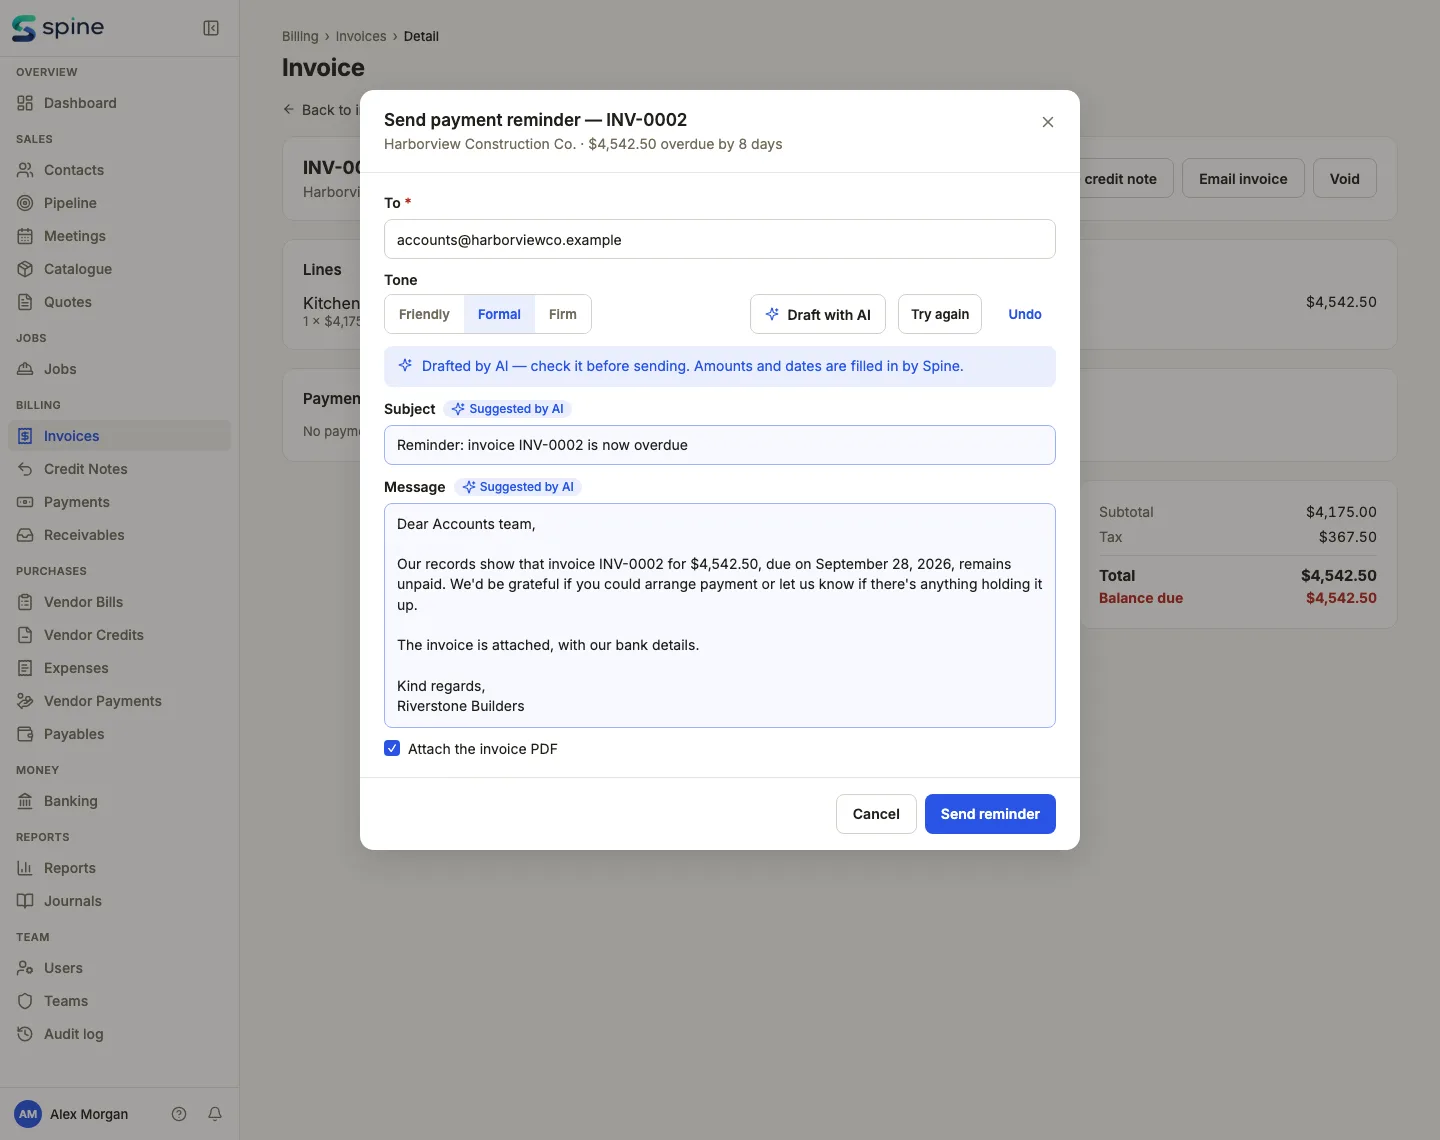 spine
OVERVIEW
Dashboard
SALES
Contacts
Pipeline
Meetings
Catalogue
Quotes
JOBS
Jobs
BILLING
Invoices
Credit Notes
Payments
Receivables
PURCHASES
Vendor Bills
Vendor Credits
Expenses
Vendor Payments
Payables
MONEY
Banking
REPORTS
Reports
Journals
TEAM
Users
Teams
Audit log
AM Alex Morgan
Billing › Invoices › Detail
Invoice
Back to
credit note
Email invoice
Void
Lines
Kitchen
1 × $4,175
$4,542.50
No
Subtotal $4,175.00
Tax $367.50
Total $4,542.50
Balance due $4,542.50
Send payment reminder — INV-0002
Harborview Construction Co. · $4,542.50 overdue by 8 days
To *
accounts@harborviewco.example
Tone
Friendly Formal Firm
Draft with AI Try again Undo
Drafted by AI — check it before sending. Amounts and dates are filled in by Spine.
Subject Suggested by AI
Reminder: invoice INV-0002 is now overdue
Message Suggested by AI
Dear Accounts team,
Our records show that invoice INV-0002 for $4,542.50, due on September 28, 2026, remains
unpaid. We'd be grateful if you could arrange payment or let us know if there's anything holding it
up.
The invoice is attached, with our bank details.
Kind regards,
Riverstone Builders
Attach the invoice PDF
Cancel Send reminder